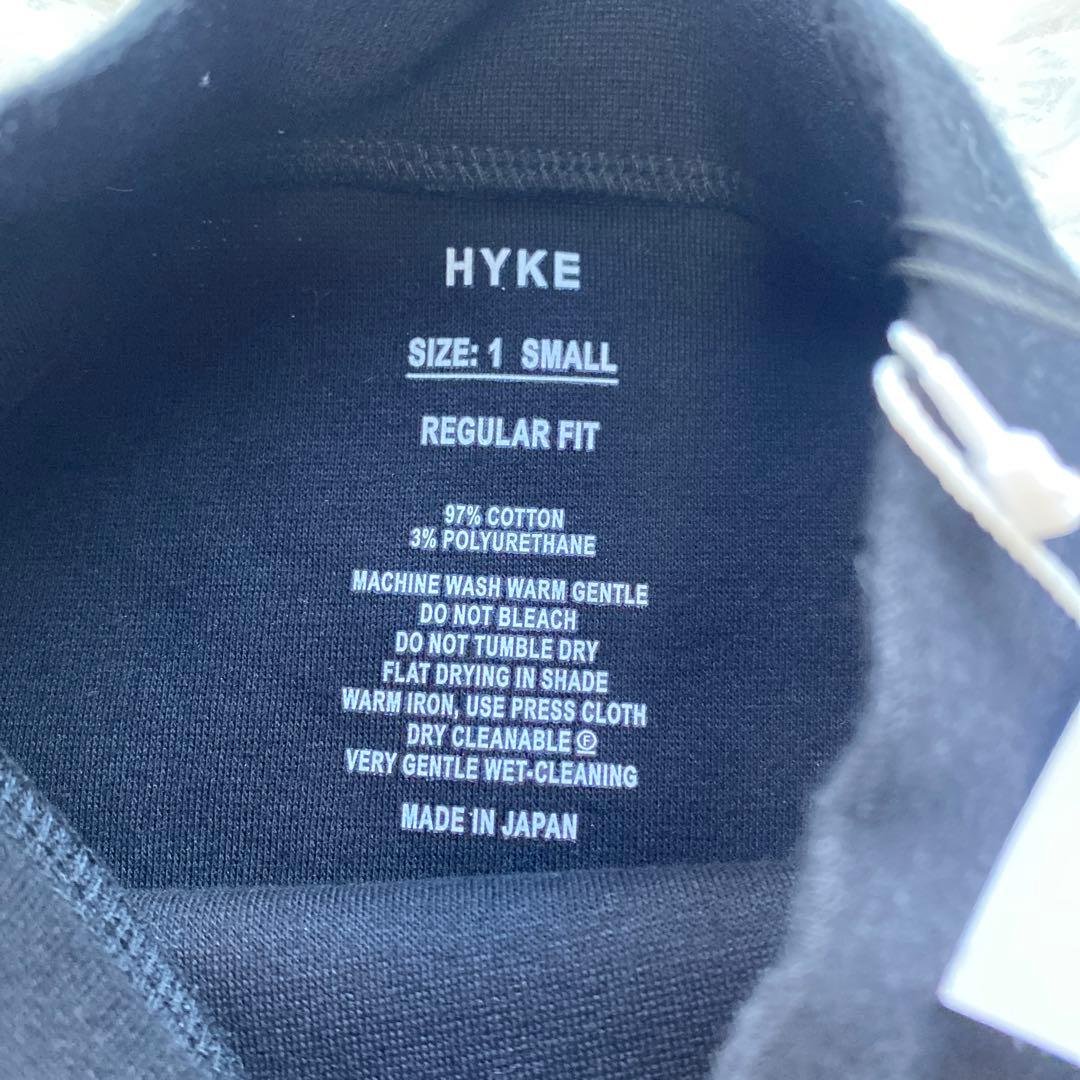 HYKE
SIZE: 1 SMALL
REGULAR FIT
97% COTTON
3% POLYURETHANE
MACHINE WASH WARM GENTLE
DO NOT BLEACH
DO NOT TUMBLE DRY
FLAT DRYING IN SHADE
WARM IRON, USE PRESS CLOTH
DRY CLEANABLE Ⓕ
VERY GENTLE WET-CLEANING
MADE IN JAPAN